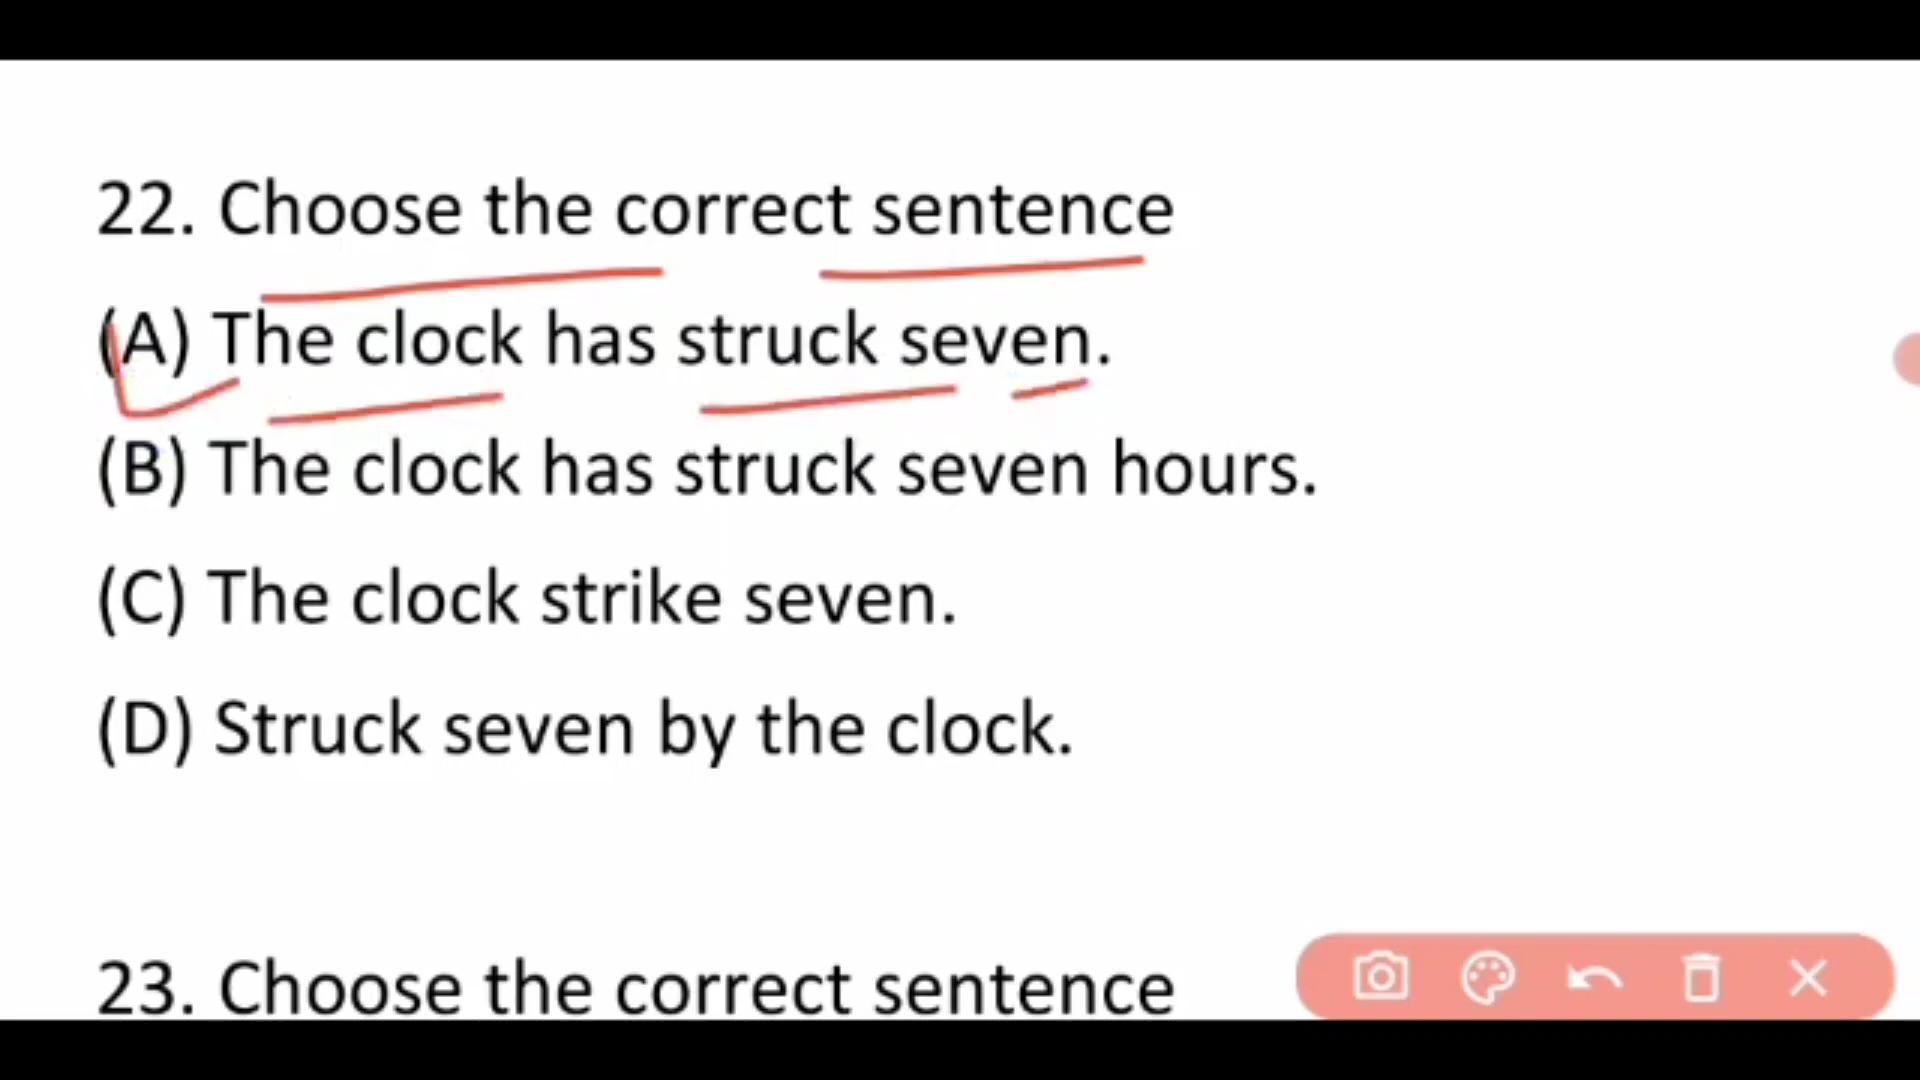 22. Choose the correct sentence
(A) The clock has struck seven.
(B) The clock has struck seven hours.
(C) The clock strike seven.
(D) Struck seven by the clock.
23. Choose the correct sentence